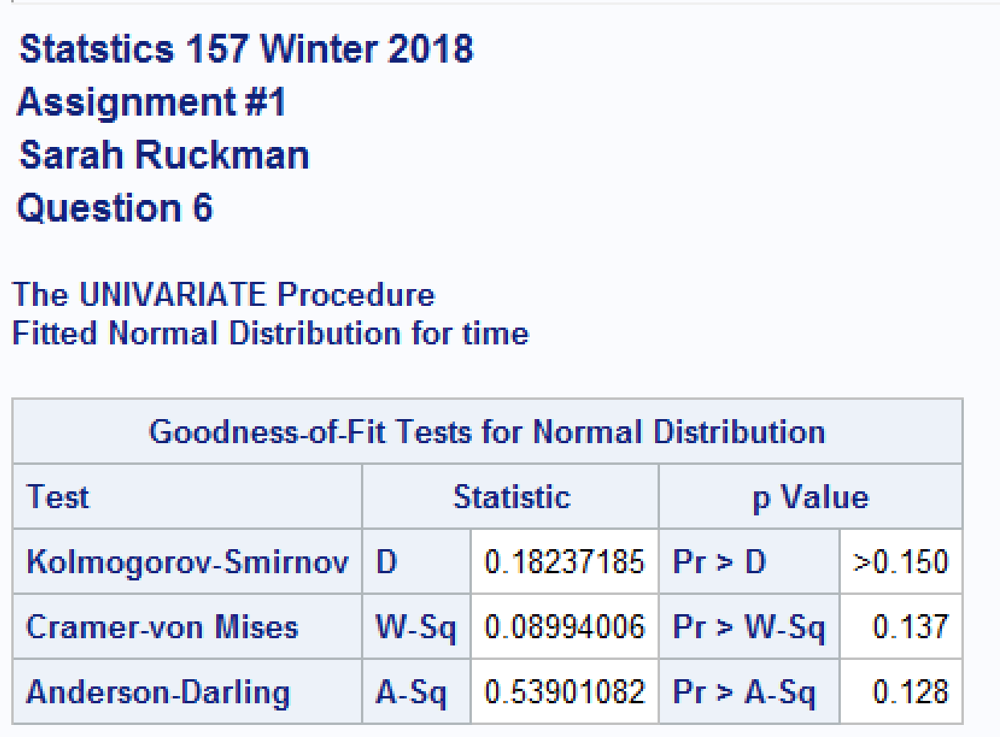 Statstics 157 Winter 2018
Assignment #1
Sarah Ruckman
Question 6
The UNIVARIATE Procedure
Fitted Normal Distribution for time
Goodness-of-Fit Tests for Normal Distribution
Test Statistic p Value
Kolmogorov-Smirnov D 0.18237185 Pr > D >0.150
Cramer-von Mises W-Sq 0.08994006 Pr > W-Sq 0.137
Anderson-Darling A-Sq 0.53901082 Pr > A-Sq 0.128